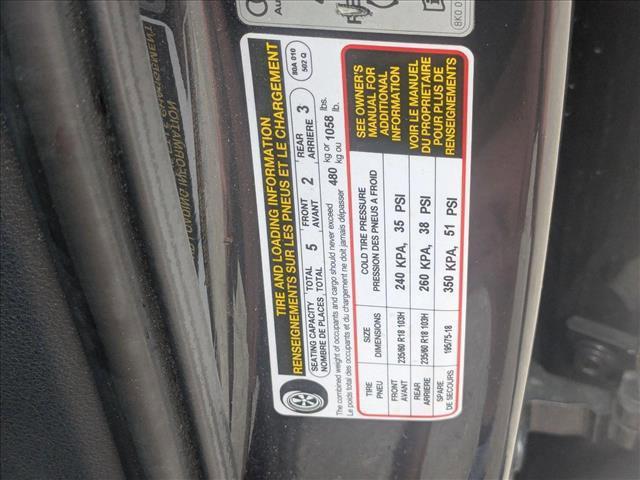 TIRE AND LOADING INFORMATION
RENSEIGNEMENTS SUR LES PNEUS ET LE CHARGEMENT
80A 010
502 Q
SEATING CAPACITY TOTAL 5 FRONT 2 REAR 3
NOMBRE DE PLACES TOTAL AVANT ARRIERE
The combined weight of occupants and cargo should never exceed 480 kg or 1058 lbs.
Le poids total des occupants et du chargement ne doit jamais dépasser kg ou lb.
TIRE SIZE COLD TIRE PRESSURE SEE OWNER'S MANUAL FOR ADDITIONAL INFORMATION
PNEU DIMENSIONS PRESSION DES PNEUS A FROID
FRONT 235/60 R18 103H 240 KPA, 35 PSI
AVANT
REAR 235/60 R18 103H 260 KPA, 38 PSI VOIR LE MANUEL DU PROPRIETAIRE POUR PLUS DE RENSEIGNEMENTS
ARRIERE
SPARE 195/75-18 350 KPA, 51 PSI
DE SECOURS